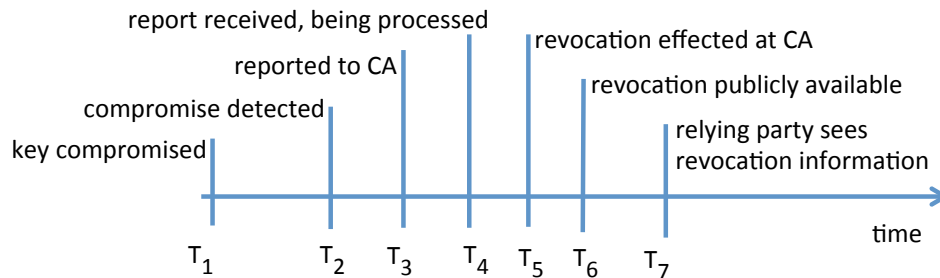 report received, being processed
revocation effected at CA
reported to CA
revocation publicly available
compromise detected
relying party sees
revocation information
key compromised
time
T1 T2 T3 T4 T5 T6 T7